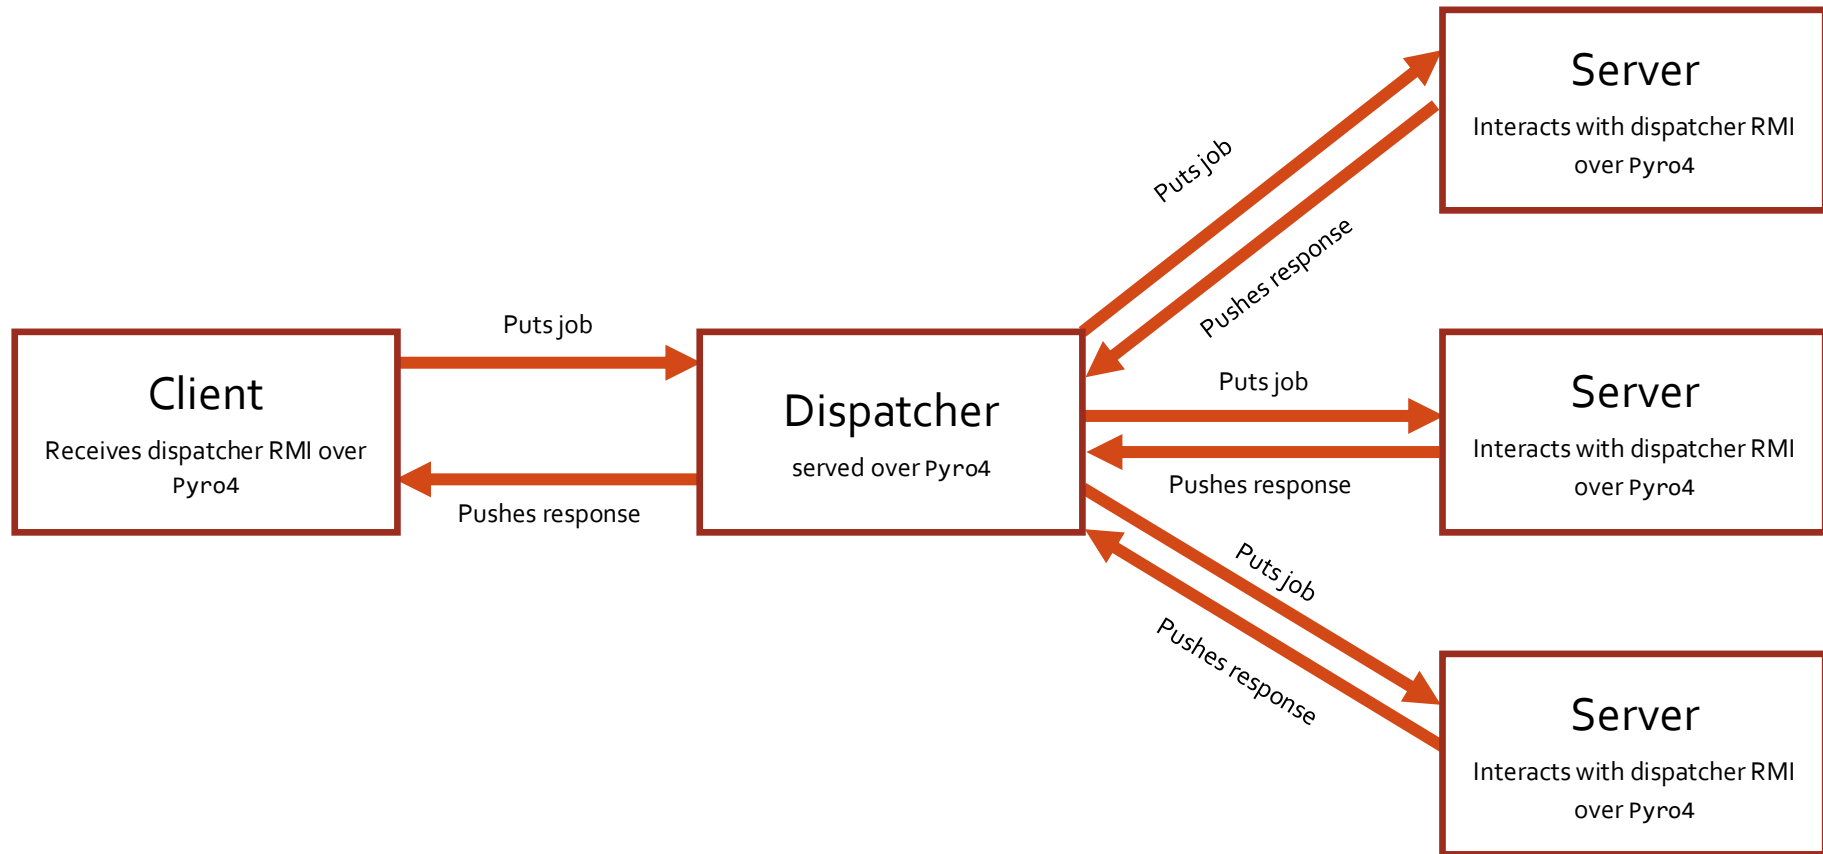 Client
Receives dispatcher RMI over
Pyro4
Puts job
Pushes response
Dispatcher
served over Pyro4
Puts job
Pushes response
Puts job
Pushes response
Puts job
Pushes response
Server
Interacts with dispatcher RMI
over Pyro4
Server
Interacts with dispatcher RMI
over Pyro4
Server
Interacts with dispatcher RMI
over Pyro4